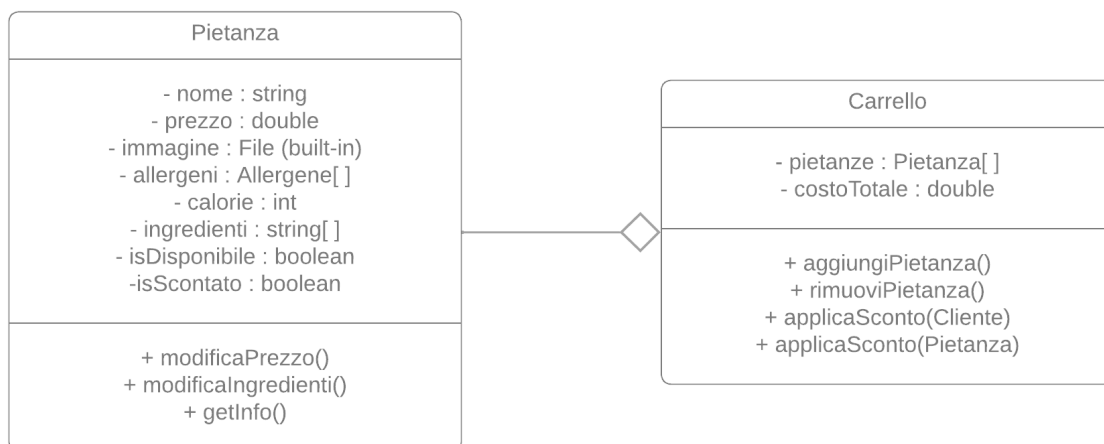 Pietanza
- nome : string
- prezzo : double
- immagine : File (built-in)
- allergeni : Allergene[ ]
- calorie : int
- ingredienti : string[ ]
- isDisponibile : boolean
-isScontato : boolean
+ modificaPrezzo()
+ modificaIngredienti()
+ getInfo()
Carrello
- pietanze : Pietanza[ ]
- costoTotale : double
+ aggiungiPietanza()
+ rimuoviPietanza()
+ applicaSconto(Cliente)
+ applicaSconto(Pietanza)